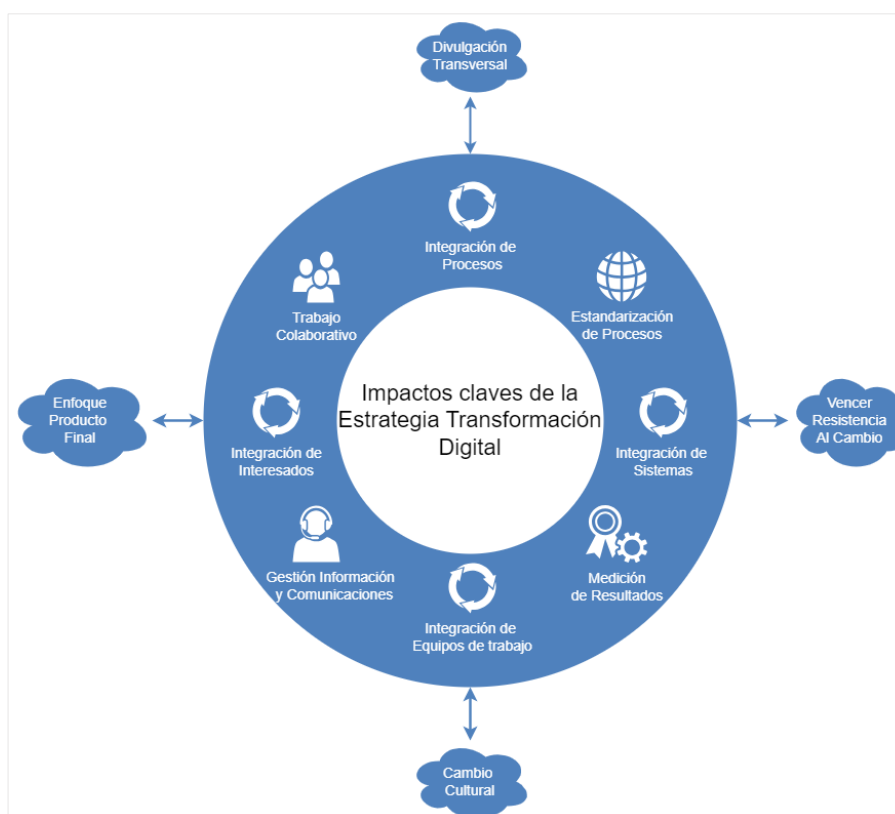 Divulgación
Transversal
Integración de
Procesos
Trabajo
Colaborativo
Estandarización
de Procesos
Impactos claves de la
Estrategia Transformación
Digital
Enfoque
Producto
Final
Integración de
Interesados
Integración de
Sistemas
Vencer
Resistencia
Al Cambio
Gestión Información
y Comunicaciones
Medición
de Resultados
Integración de
Equipos de trabajo
Cambio
Cultural